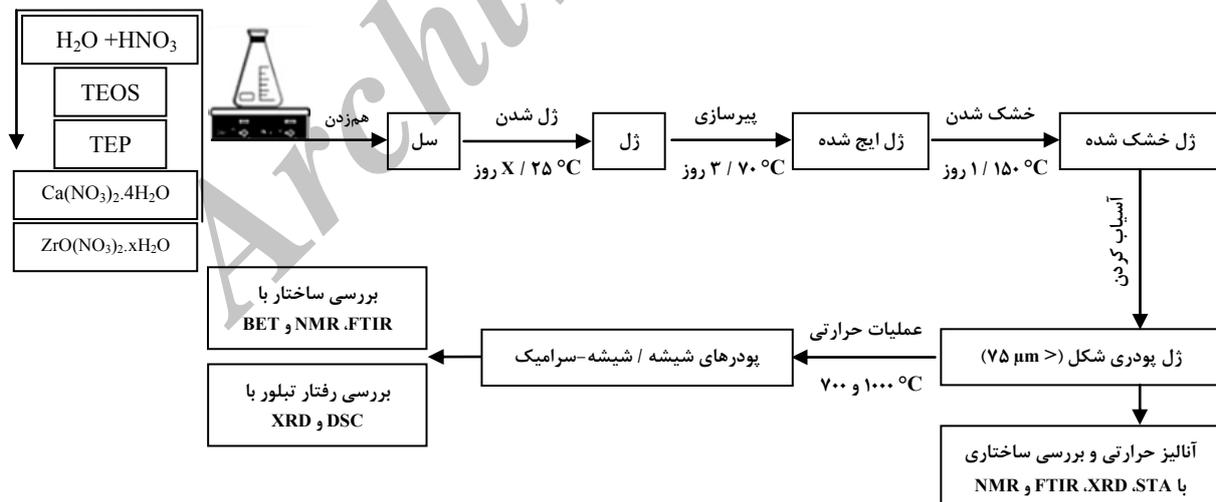 H₂O +HNO₃
TEOS
TEP
Ca(NO₃)₂.4H₂O
ZrO(NO₃)₂.xH₂O
هم‌زدن
سل
ژل شدن
X / ۲۵ °C روز
ژل
پیرسازی
۳ / ۷۰ °C روز
ژل ایج شده
خشک شدن
۱ / ۱۵۰ °C روز
ژل خشک شده
آسیاب کردن
ژل پودری شکل (< ۷۵ µm)
عملیات حرارتی
۷۰۰ و ۱۰۰۰ °C
پودرهای شیشه / شیشه-سرامیک
بررسی ساختار با
FTIR، NMR و BET
بررسی رفتار تبلور با
DSC و XRD
آنالیز حرارتی و بررسی ساختاری
با STA، XRD، FTIR و NMR